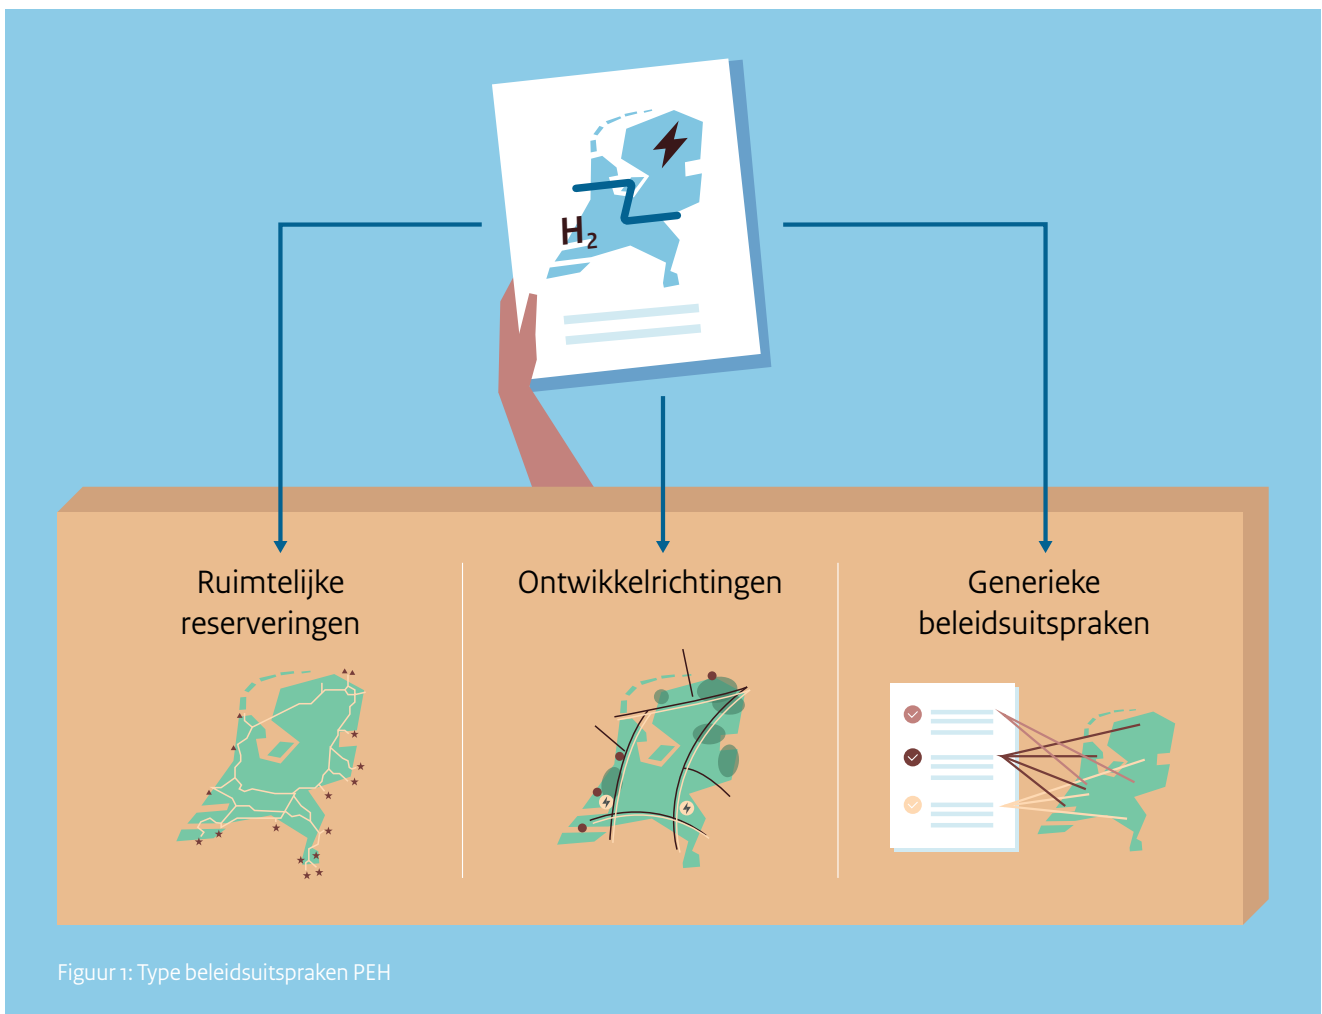 H₂
Ruimtelijke
reserveringen
Ontwikkelrichtingen
Generieke
beleidsuitspraken
Figuur 1: Type beleidsuitspraken PEH